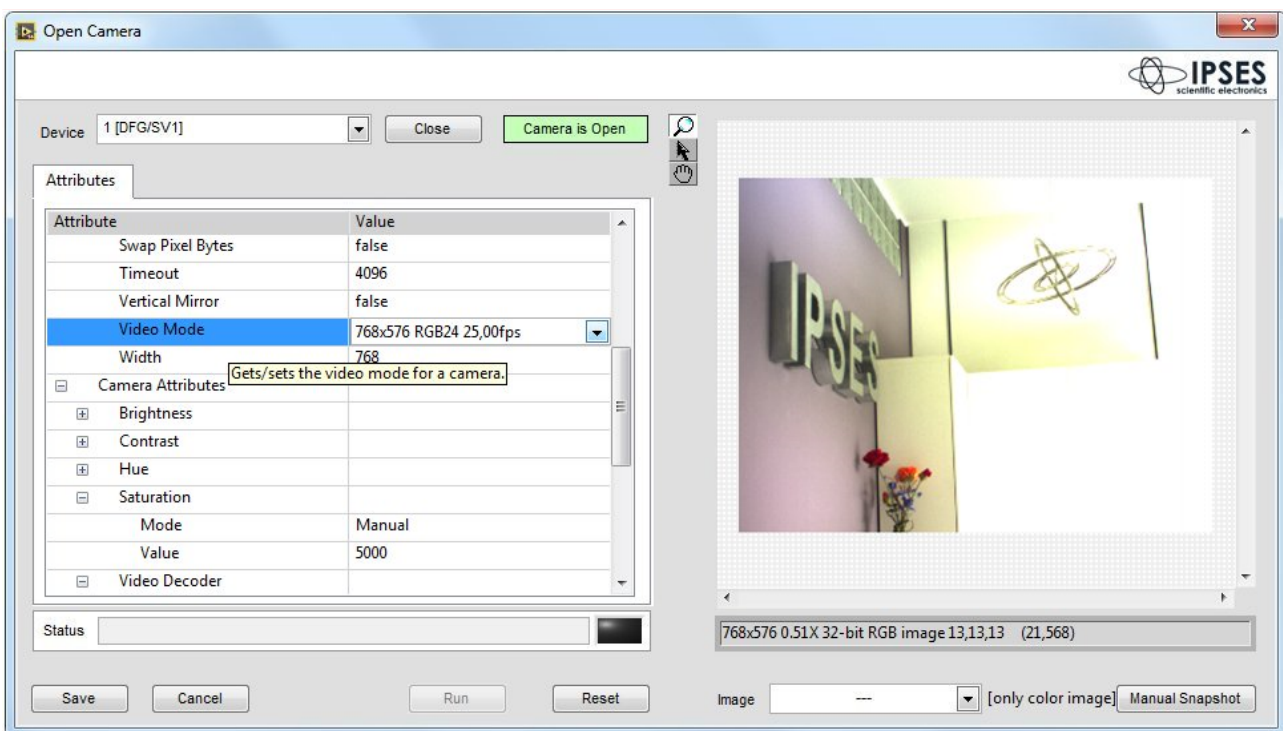 Open Camera
IPSES
scientific electronics
Device 1 [DFG/SV1] Close Camera is Open
Attributes
Attribute Value
Swap Pixel Bytes false
Timeout 4096
Vertical Mirror false
Video Mode 768x576 RGB24 25,00fps
Width 768
Gets/sets the video mode for a camera.
Camera Attributes
Brightness
Contrast
Hue
Saturation
Mode Manual
Value 5000
Video Decoder
IPSES
Status
768x576 0.51X 32-bit RGB image 13,13,13 (21,568)
Save Cancel Run Reset Image --- [only color image] Manual Snapshot